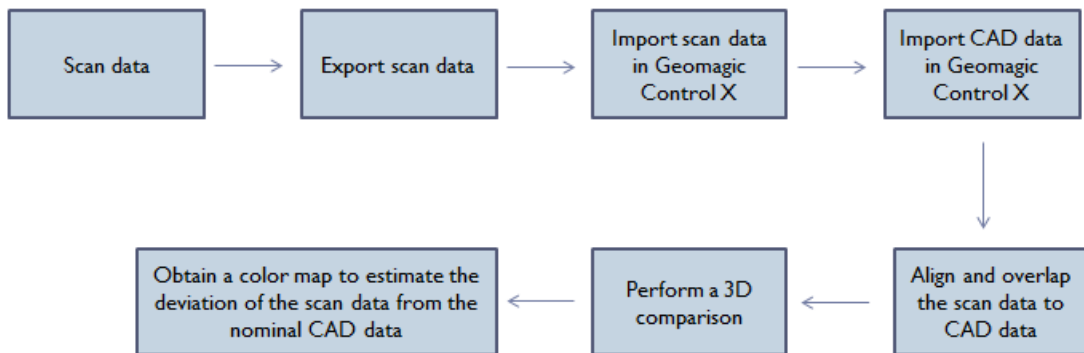 Scan data
Export scan data
Import scan data
in Geomagic
Control X
Import CAD data
in Geomagic
Control X
Align and overlap
the scan data to
CAD data
Perform a 3D
comparison
Obtain a color map to estimate the
deviation of the scan data from the
nominal CAD data